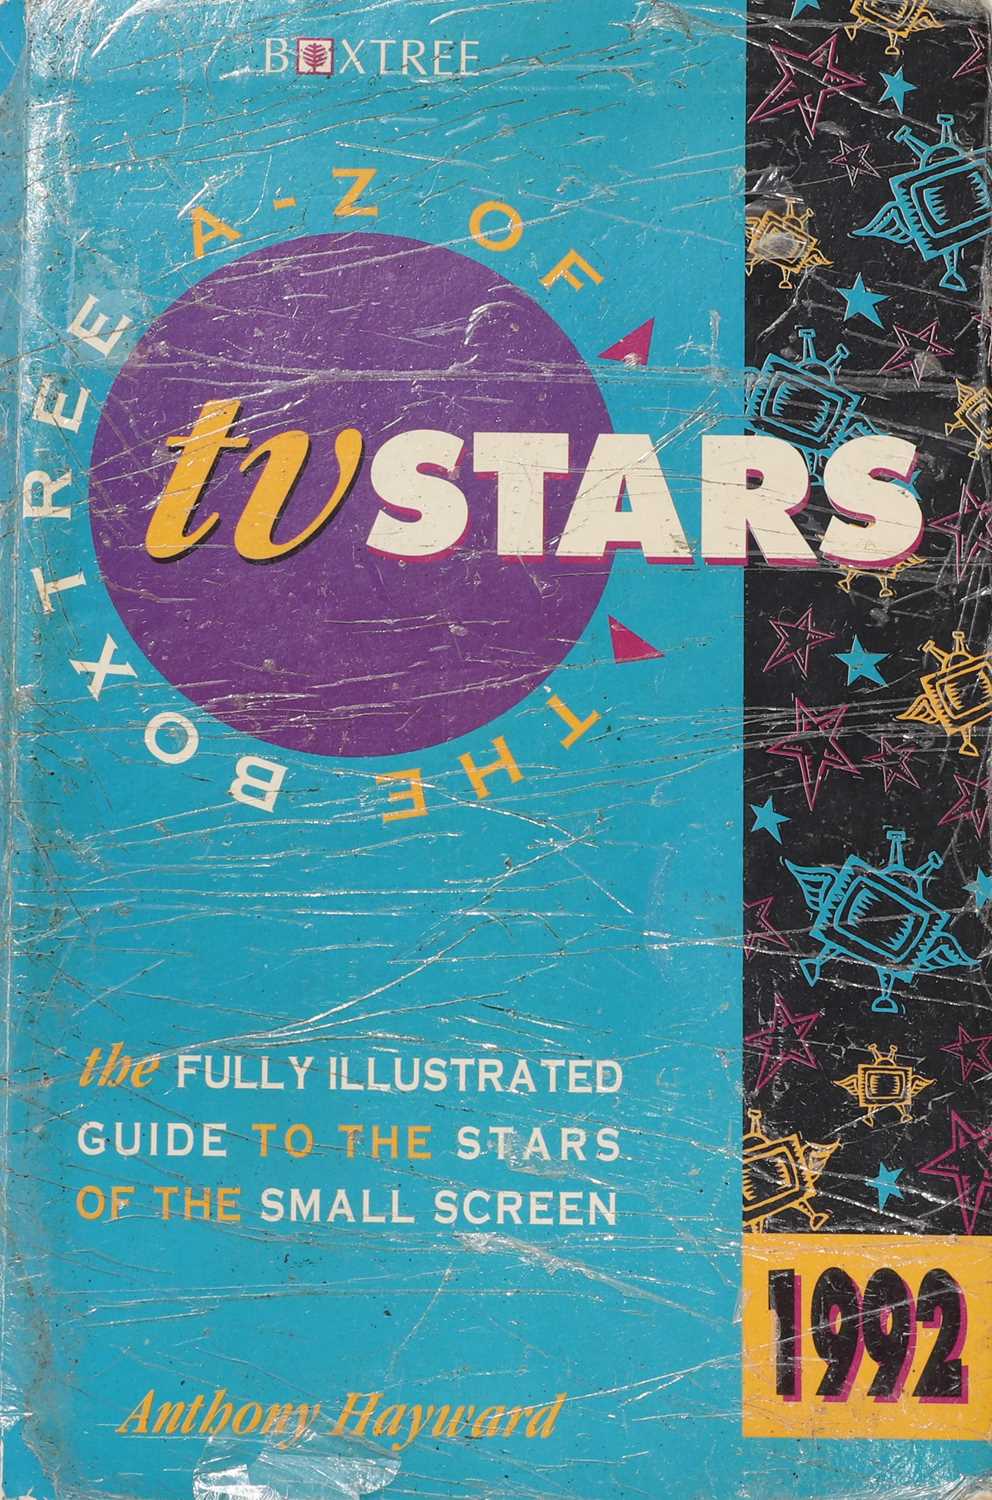 BOXTREE
THE BOXTREE A-Z OF
tv STARS
the FULLY ILLUSTRATED
GUIDE TO THE STARS
OF THE SMALL SCREEN
1992
Anthony Hayward